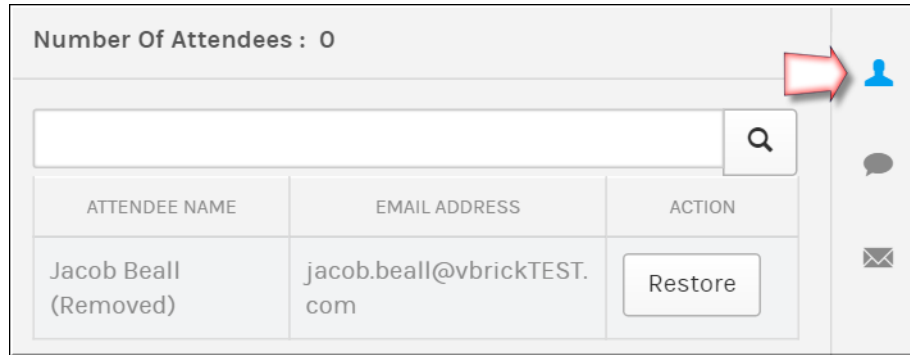 Number Of Attendees : 0
ATTENDEE NAME EMAIL ADDRESS ACTION
Jacob Beall
(Removed)
jacob.beall@vbrickTEST.
com
Restore